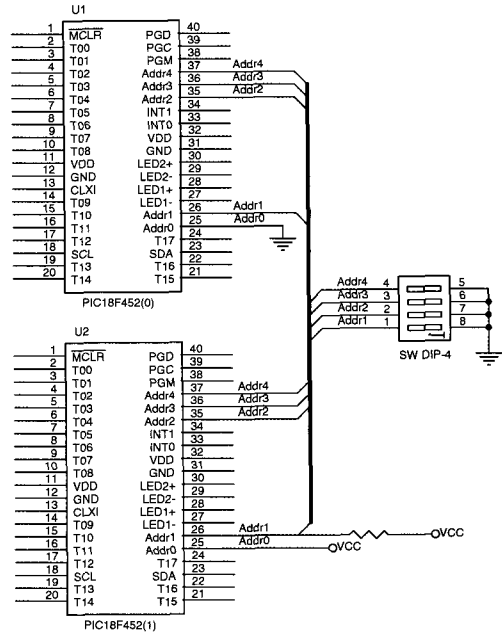 U1
1 MCLR PGD 40
2 T00 PGC 39
3 T01 PGM 38
4 T02 Addr4 37 Addr4
5 T03 Addr3 36 Addr3
6 T04 Addr2 35 Addr2
7 T05 INT1 34
8 T06 INT0 33
9 T07 VDD 32
10 T08 GND 31
11 VDD LED2+ 30
12 GND LED2- 29
13 CLXI LED1+ 28
14 T09 LED1- 27
15 T10 Addr1 26 Addr1
16 T11 Addr0 25 Addr0
17 T12 T17 24
18 SCL SDA 23
19 T13 T16 22
20 T14 T15 21
PIC18F452(0)
Addr4 4 5
Addr3 3 6
Addr2 2 7
Addr1 1 8
SW DIP-4
U2
1 MCLR PGD 40
2 T00 PGC 39
3 T01 PGM 38
4 T02 Addr4 37 Addr4
5 T03 Addr3 36 Addr3
6 T04 Addr2 35 Addr2
7 T05 INT1 34
8 T06 INT0 33
9 T07 VDD 32
10 T08 GND 31
11 VDD LED2+ 30
12 GND LED2- 29
13 CLXI LED1+ 28
14 T09 LED1- 27
15 T10 Addr1 26 Addr1 VCC
16 T11 Addr0 25 Addr0 VCC
17 T12 T17 24
18 SCL SDA 23
19 T13 T16 22
20 T14 T15 21
PIC18F452(1)